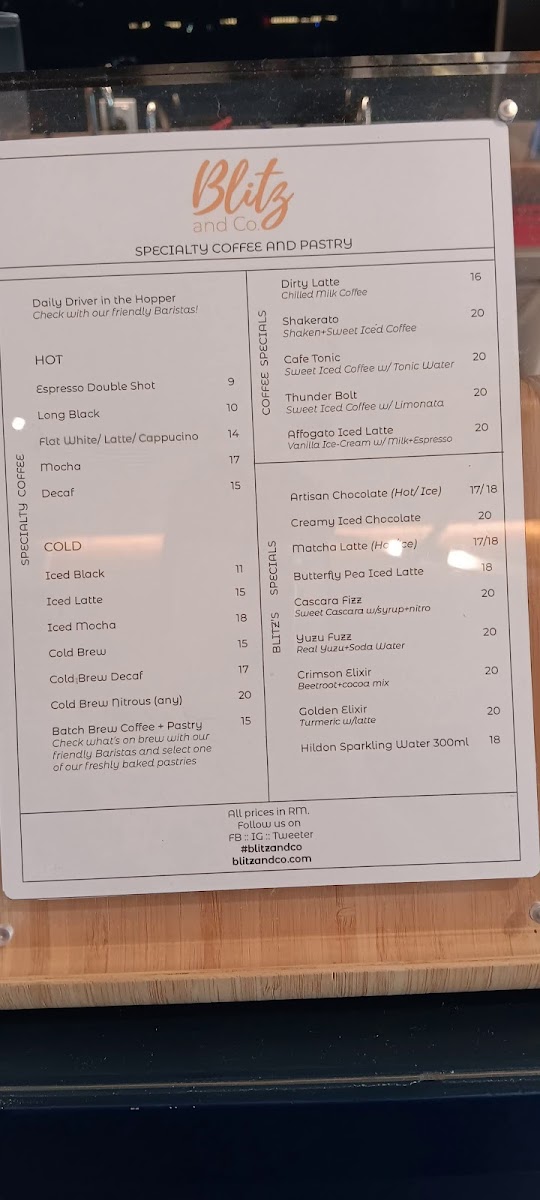 Blitz
and Co.
SPECIALTY COFFEE AND PASTRY
SPECIALTY COFFEE
Daily Driver in the Hopper
Check with our friendly Baristas!
HOT
Espresso Double Shot 9
Long Black 10
Flat White/ Latte/ Cappucino 14
Mocha 17
Decaf 15
COLD
Iced Black 11
Iced Latte 15
Iced Mocha 18
Cold Brew 15
Cold Brew Decaf 17
Cold Brew Nitrous (any) 20
Batch Brew Coffee + Pastry 15
Check what's on brew with our
friendly Baristas and select one
of our freshly baked pastries
COFFEE SPECIALS
Dirty Latte 16
Chilled Milk Coffee
Shakerato 20
Shaken+Sweet Iced Coffee
Cafe Tonic 20
Sweet Iced Coffee w/ Tonic Water
Thunder Bolt 20
Sweet Iced Coffee w/ Limonata
Affogato Iced Latte 20
Vanilla Ice-Cream w/ Milk+Espresso
BLITZ'S SPECIALS
Artisan Chocolate (Hot/ Ice) 17/18
Creamy Iced Chocolate 20
Matcha Latte 17/18
Butterfly Pea Iced Latte 18
Cascara Fizz 20
Sweet Cascara w/syrup+nitro
Yuzu Fuzz 20
Real Yuzu+Soda Water
Crimson Elixir 20
Beetroot+cocoa mix
Golden Elixir 20
Turmeric w/latte
Hildon Sparkling Water 300ml 18
All prices in RM.
Follow us on
FB :: IG :: Tweeter
#blitzandco
blitzandco.com